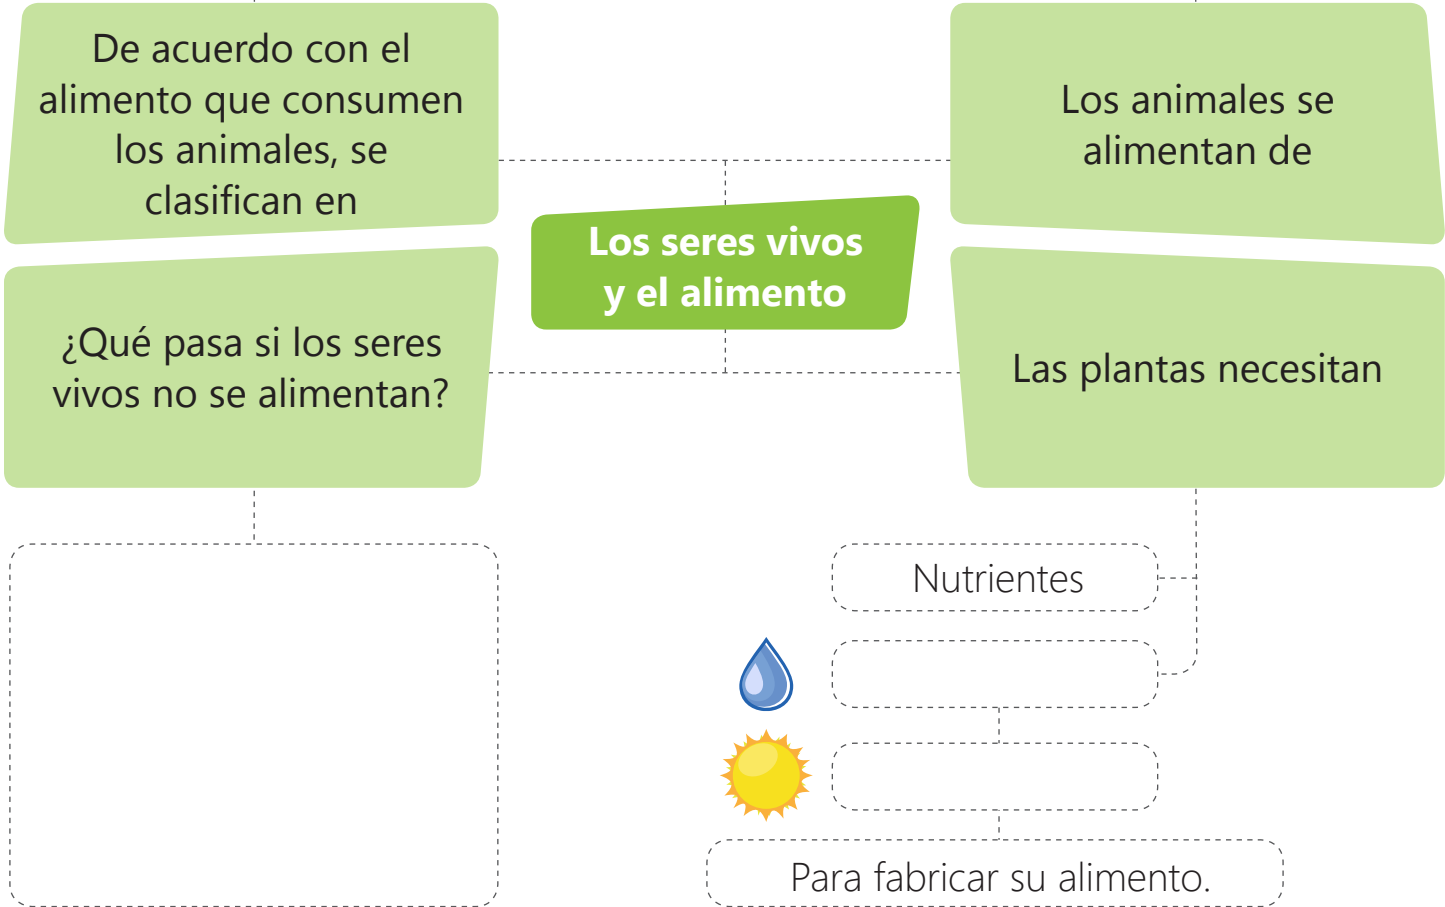 De acuerdo con el
alimento que consumen
los animales, se
clasifican en
Los animales se
alimentan de
Los seres vivos
y el alimento
¿Qué pasa si los seres
vivos no se alimentan?
Las plantas necesitan
Nutrientes
Para fabricar su alimento.